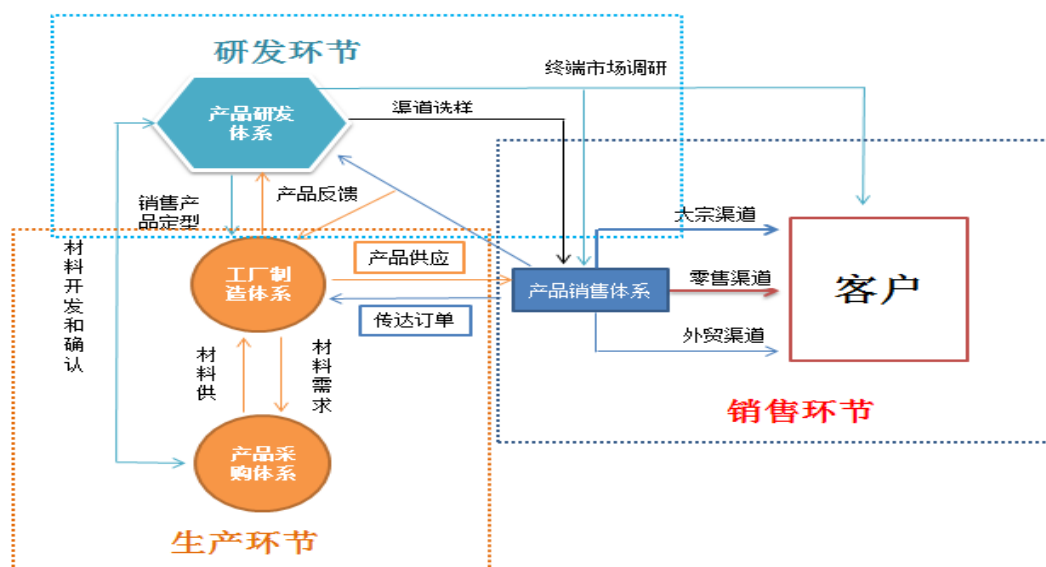 研发环节
终端市场调研
产品研发
体系
渠道选样
销售产
品定型
产品反馈
大宗渠道
材料开发和确认
工厂制
造体系
产品供应
产品销售体系
零售渠道
客户
传达订单
外贸渠道
材料供
材料需求
销售环节
产品采
购体系
生产环节